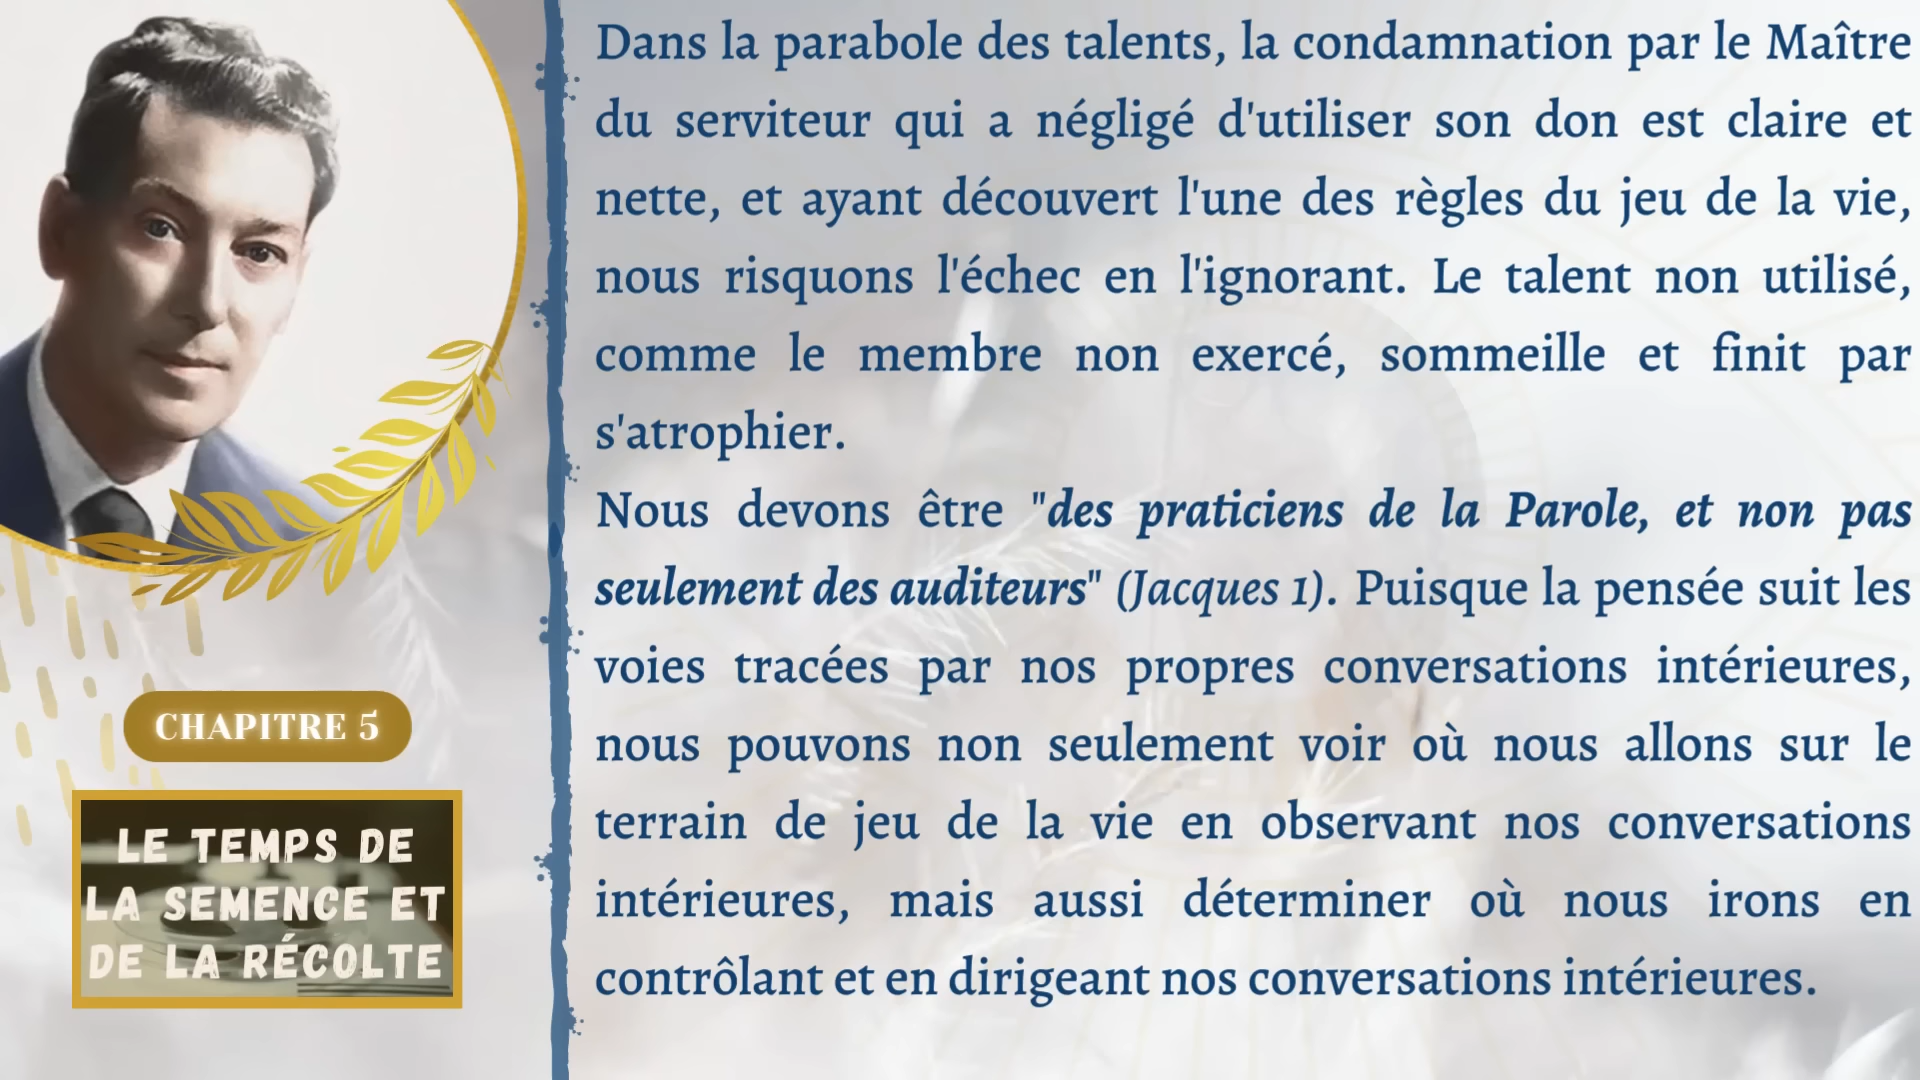 Dans la parabole des talents, la condamnation par le Maître
du serviteur qui a négligé d'utiliser son don est claire et
nette, et ayant découvert l'une des règles du jeu de la vie,
nous risquons l'échec en l'ignorant. Le talent non utilisé,
comme le membre non exercé, sommeille et finit par
s'atrophier.
Nous devons être "des praticiens de la Parole, et non pas
seulement des auditeurs" (Jacques 1). Puisque la pensée suit les
voies tracées par nos propres conversations intérieures,
nous pouvons non seulement voir où nous allons sur le
terrain de jeu de la vie en observant nos conversations
intérieures, mais aussi déterminer où nous irons en
contrôlant et en dirigeant nos conversations intérieures.
CHAPITRE 5
LE TEMPS DE
LA SEMENCE ET
DE LA RÉCOLTE